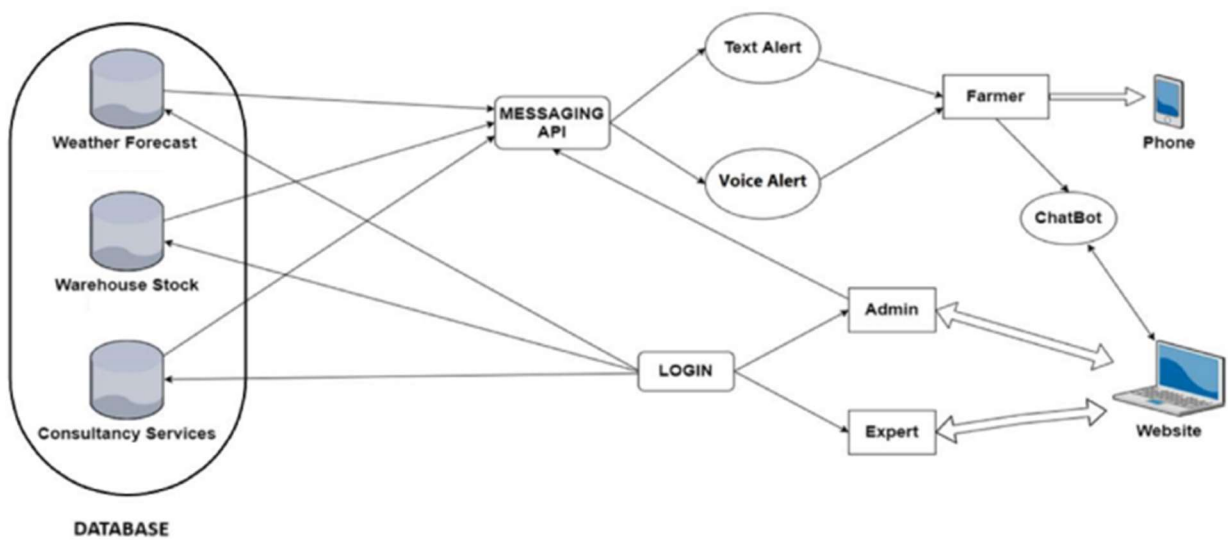 Weather Forecast
Warehouse Stock
Consultancy Services
DATABASE
MESSAGING
API
Text Alert
Voice Alert
Farmer
Phone
ChatBot
LOGIN
Admin
Expert
Website